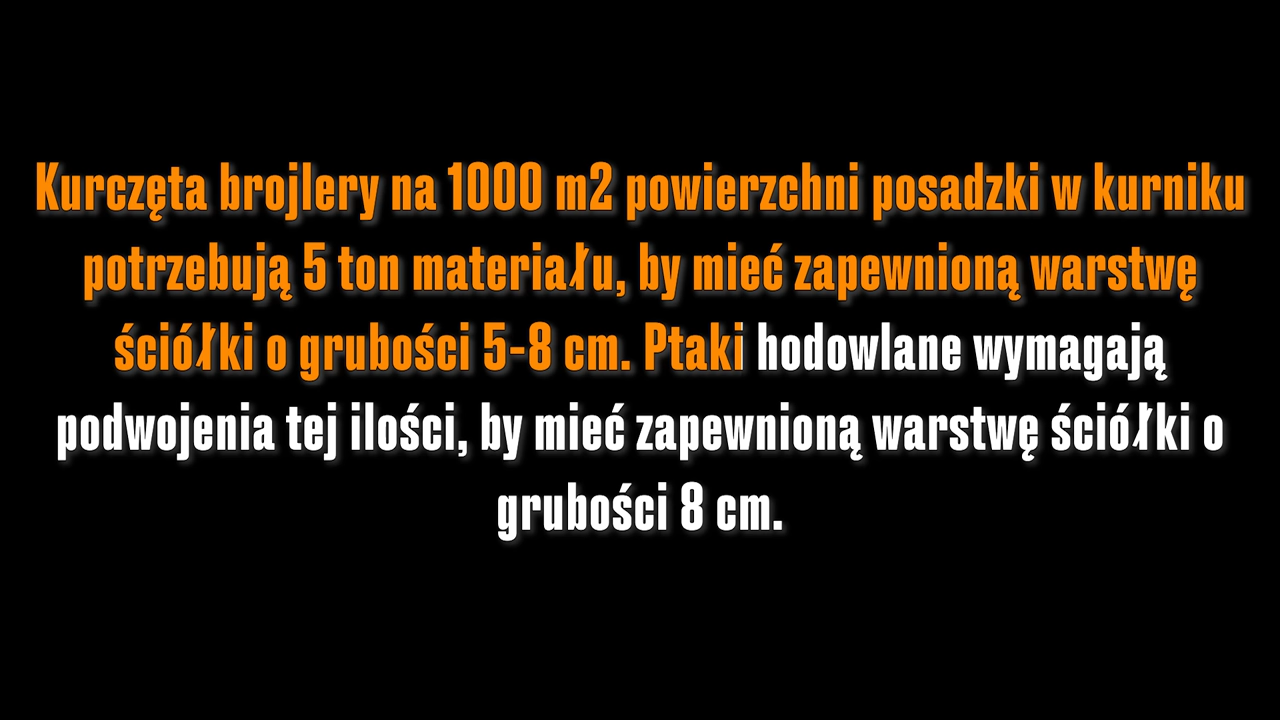 Kurczęta brojlery na 1000 m2 powierzchni posadzki w kurniku
potrzebują 5 ton materiału, by mieć zapewnioną warstwę
ściółki o grubości 5-8 cm. Ptaki hodowlane wymagają
podwojenia tej ilości, by mieć zapewnioną warstwę ściółki o
grubości 8 cm.